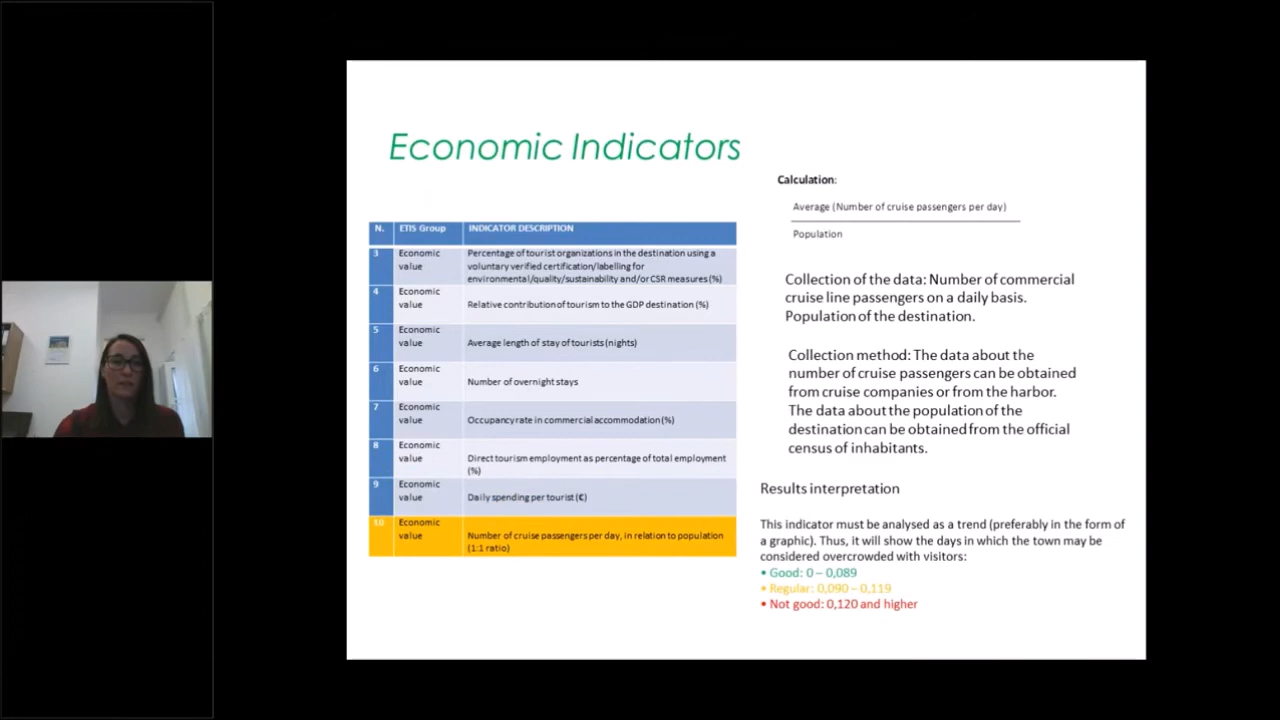 Economic Indicators
N. ETIS Group INDICATOR DESCRIPTION
3 Economic value Percentage of tourist organizations in the destination using a
voluntary verified certification/labelling for
environmental/quality/sustainability and/or CSR measures (%)
4 Economic value Relative contribution of tourism to the GDP destination (%)
5 Economic value Average length of stay of tourists (nights)
6 Economic value Number of overnight stays
7 Economic value Occupancy rate in commercial accommodation (%)
8 Economic value Direct tourism employment as percentage of total employment
(%)
9 Economic value Daily spending per tourist (€)
10 Economic value Number of cruise passengers per day, in relation to population
(1:1 ratio)
Calculation:
Average (Number of cruise passengers per day)
Population
Collection of the data: Number of commercial
cruise line passengers on a daily basis.
Population of the destination.
Collection method: The data about the
number of cruise passengers can be obtained
from cruise companies or from the harbor.
The data about the population of the
destination can be obtained from the official
census of inhabitants.
Results interpretation
This indicator must be analysed as a trend (preferably in the form of
a graphic). Thus, it will show the days in which the town may be
considered overcrowded with visitors:
• Good: 0 – 0,089
• Regular: 0,090 – 0,119
• Not good: 0,120 and higher